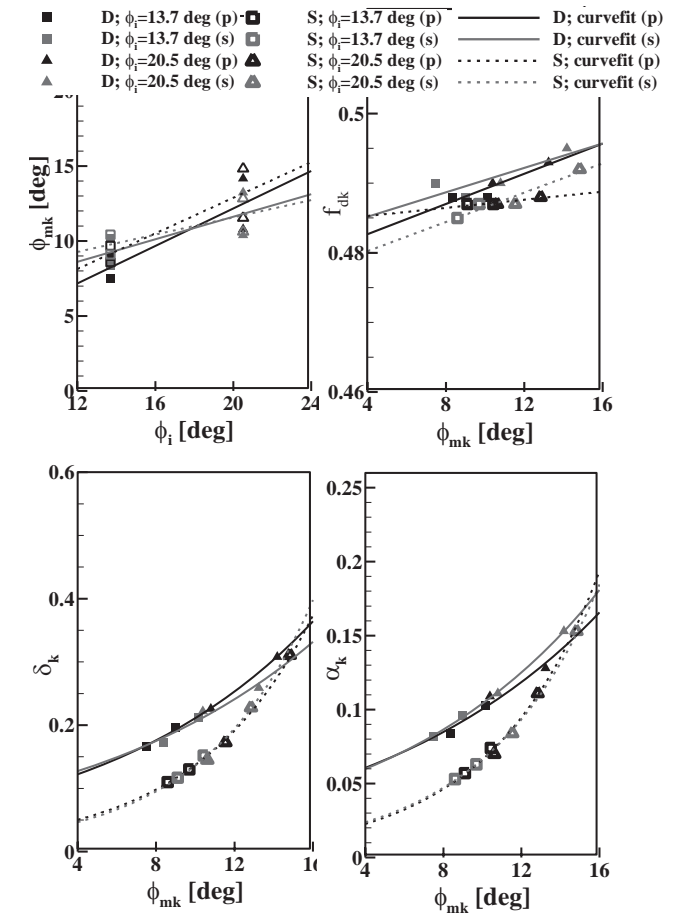 D; ϕi=13.7 deg (p) S; ϕi=13.7 deg (p) D; curvefit (p)
D; ϕi=13.7 deg (s) S; ϕi=13.7 deg (s) D; curvefit (s)
D; ϕi=20.5 deg (p) S; ϕi=20.5 deg (p) S; curvefit (p)
D; ϕi=20.5 deg (s) S; ϕi=20.5 deg (s) S; curvefit (s)
ϕmk [deg]
20
15
10
5
0
12 16 20 24
ϕi [deg]
fdk
0.5
0.48
0.46
4 8 12 16
ϕmk [deg]
δk
0.6
0.4
0.2
0
4 8 12 16
ϕmk [deg]
αk
0.25
0.2
0.15
0.1
0.05
0
4 8 12 16
ϕmk [deg]